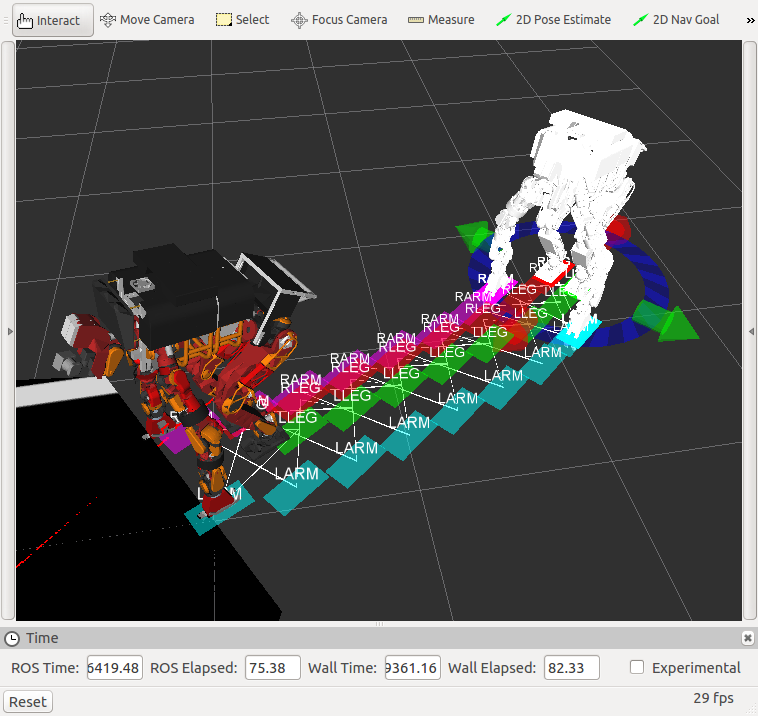 Interact Move Camera Select Focus Camera Measure 2D Pose Estimate 2D Nav Goal »
RLEG
RARM RLEG LLEG
RLEG LLEG
RARM LARM
RLEG LLEG
RARM LARM
RLEG LLEG
RARM LARM
RLEG LLEG
RARM LARM
RLEG LLEG
LARM
LLEG
LARM
LARM
Time
ROS Time: 6419.48 ROS Elapsed: 75.38 Wall Time: 9361.16 Wall Elapsed: 82.33 Experimental
Reset 29 fps